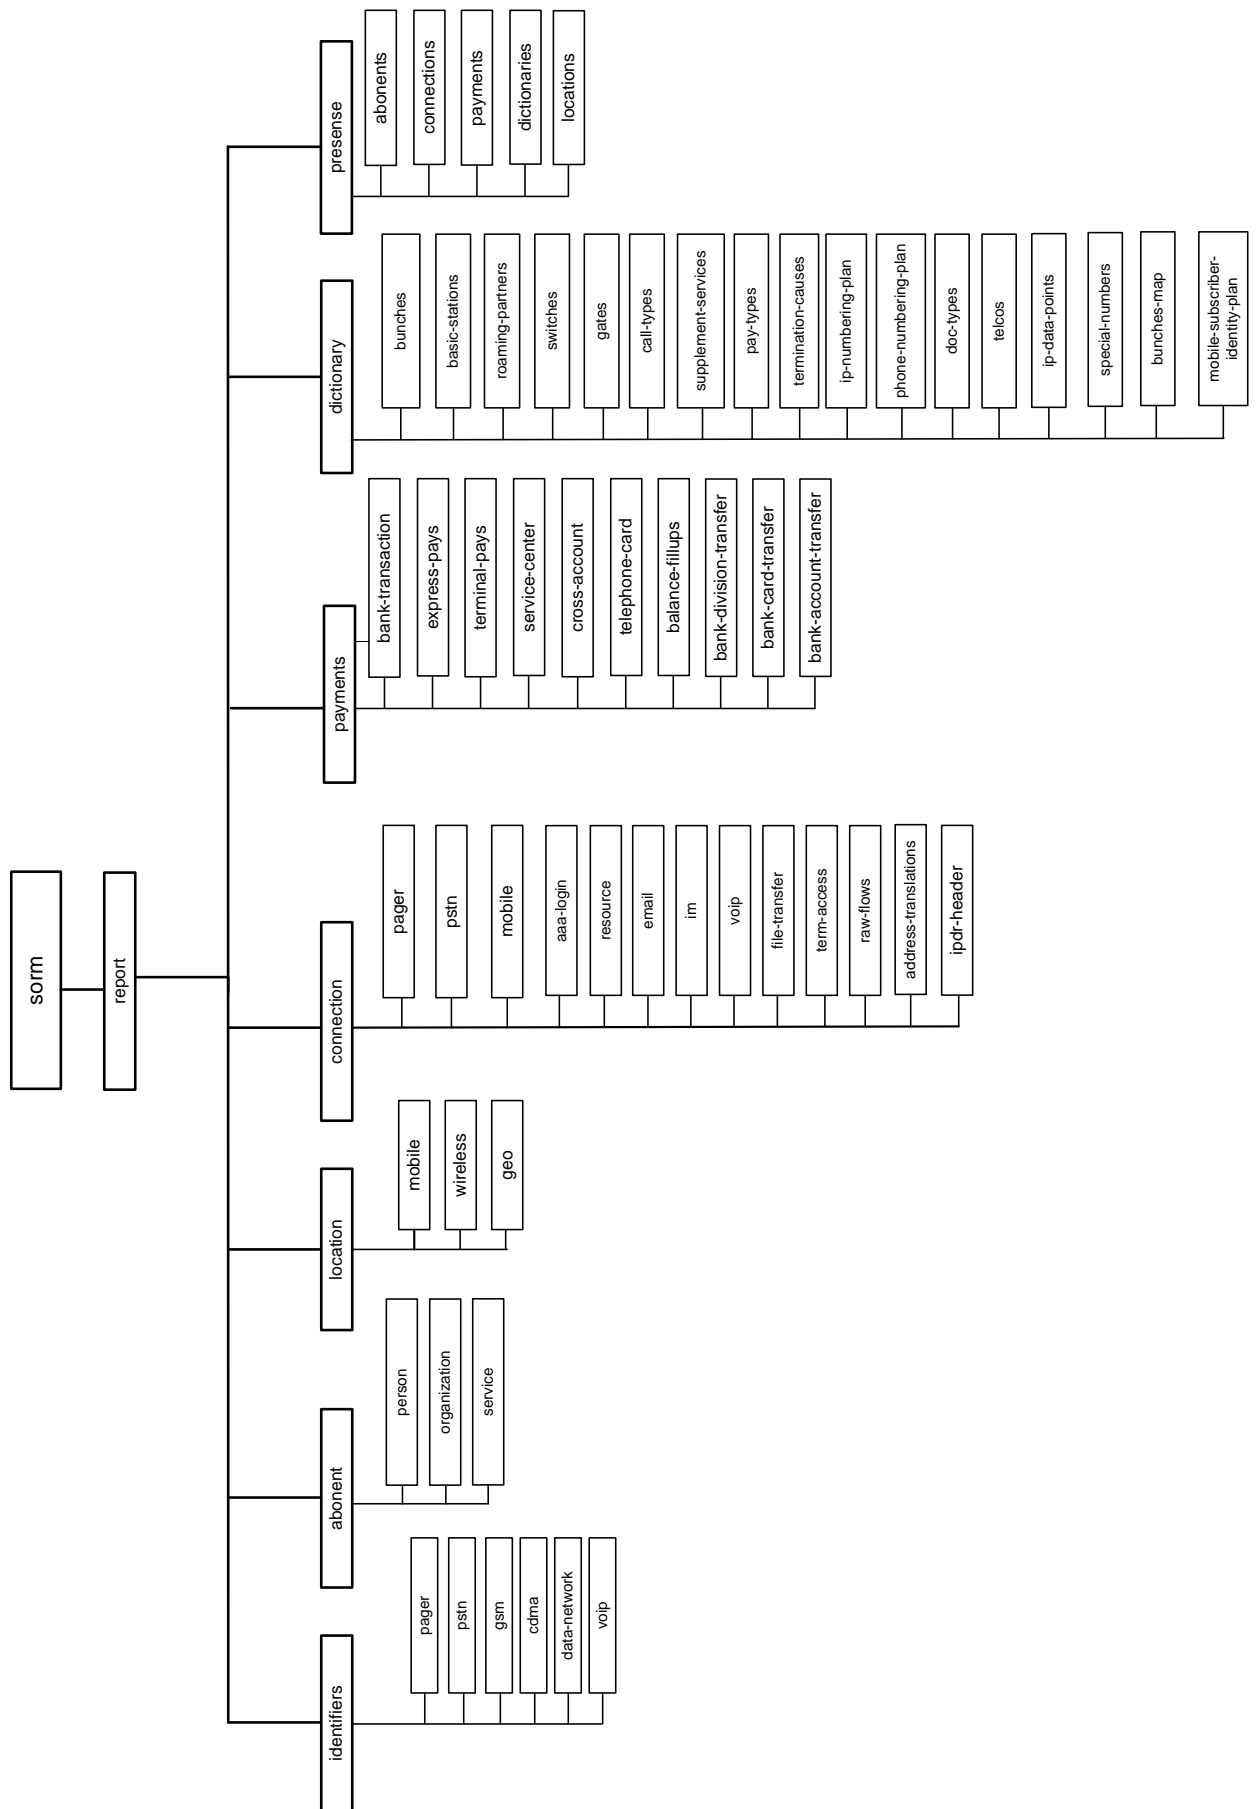 sorm
report
identifiers
pager
pstn
gsm
cdma
data-network
voip
abonent
person
organization
service
location
mobile
wireless
geo
connection
pager
pstn
mobile
aaa-login
resource
email
im
voip
file-transfer
term-access
raw-flows
address-translations
ipdr-header
payments
bank-transaction
express-pays
terminal-pays
service-center
cross-account
telephone-card
balance-fillups
bank-division-transfer
bank-card-transfer
bank-account-transfer
dictionary
bunches
basic-stations
roaming-partners
switches
gates
call-types
supplement-services
pay-types
termination-causes
ip-numbering-plan
phone-numbering-plan
doc-types
telcos
ip-data-points
special-numbers
bunches-map
mobile-subscriber-
identity-plan
presense
abonents
connections
payments
dictionaries
locations